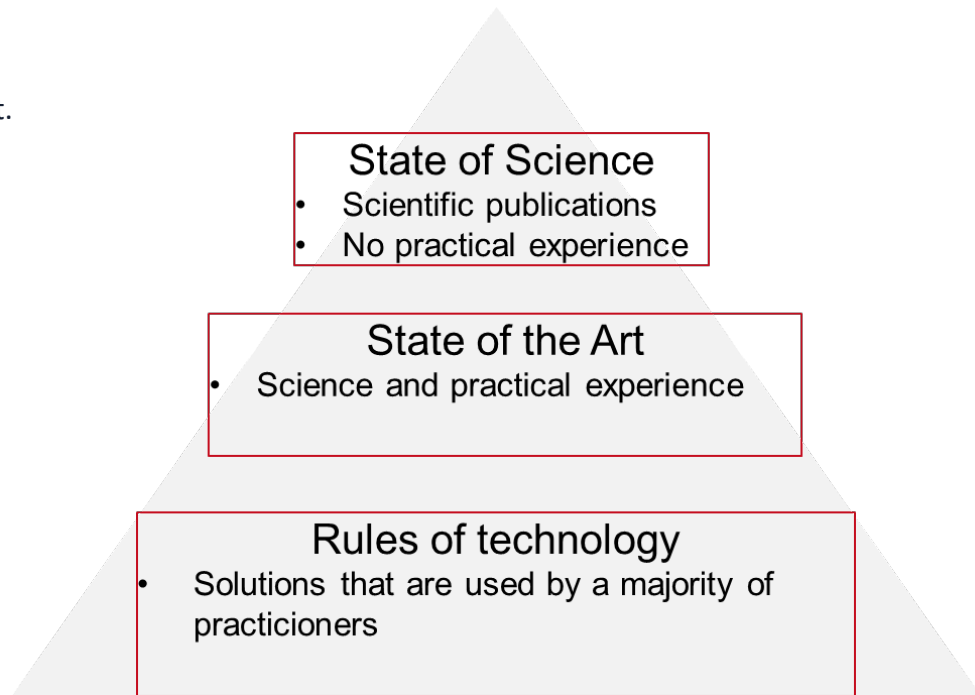 t.
State of Science
• Scientific publications
• No practical experience
State of the Art
• Science and practical experience
Rules of technology
• Solutions that are used by a majority of
practicioners